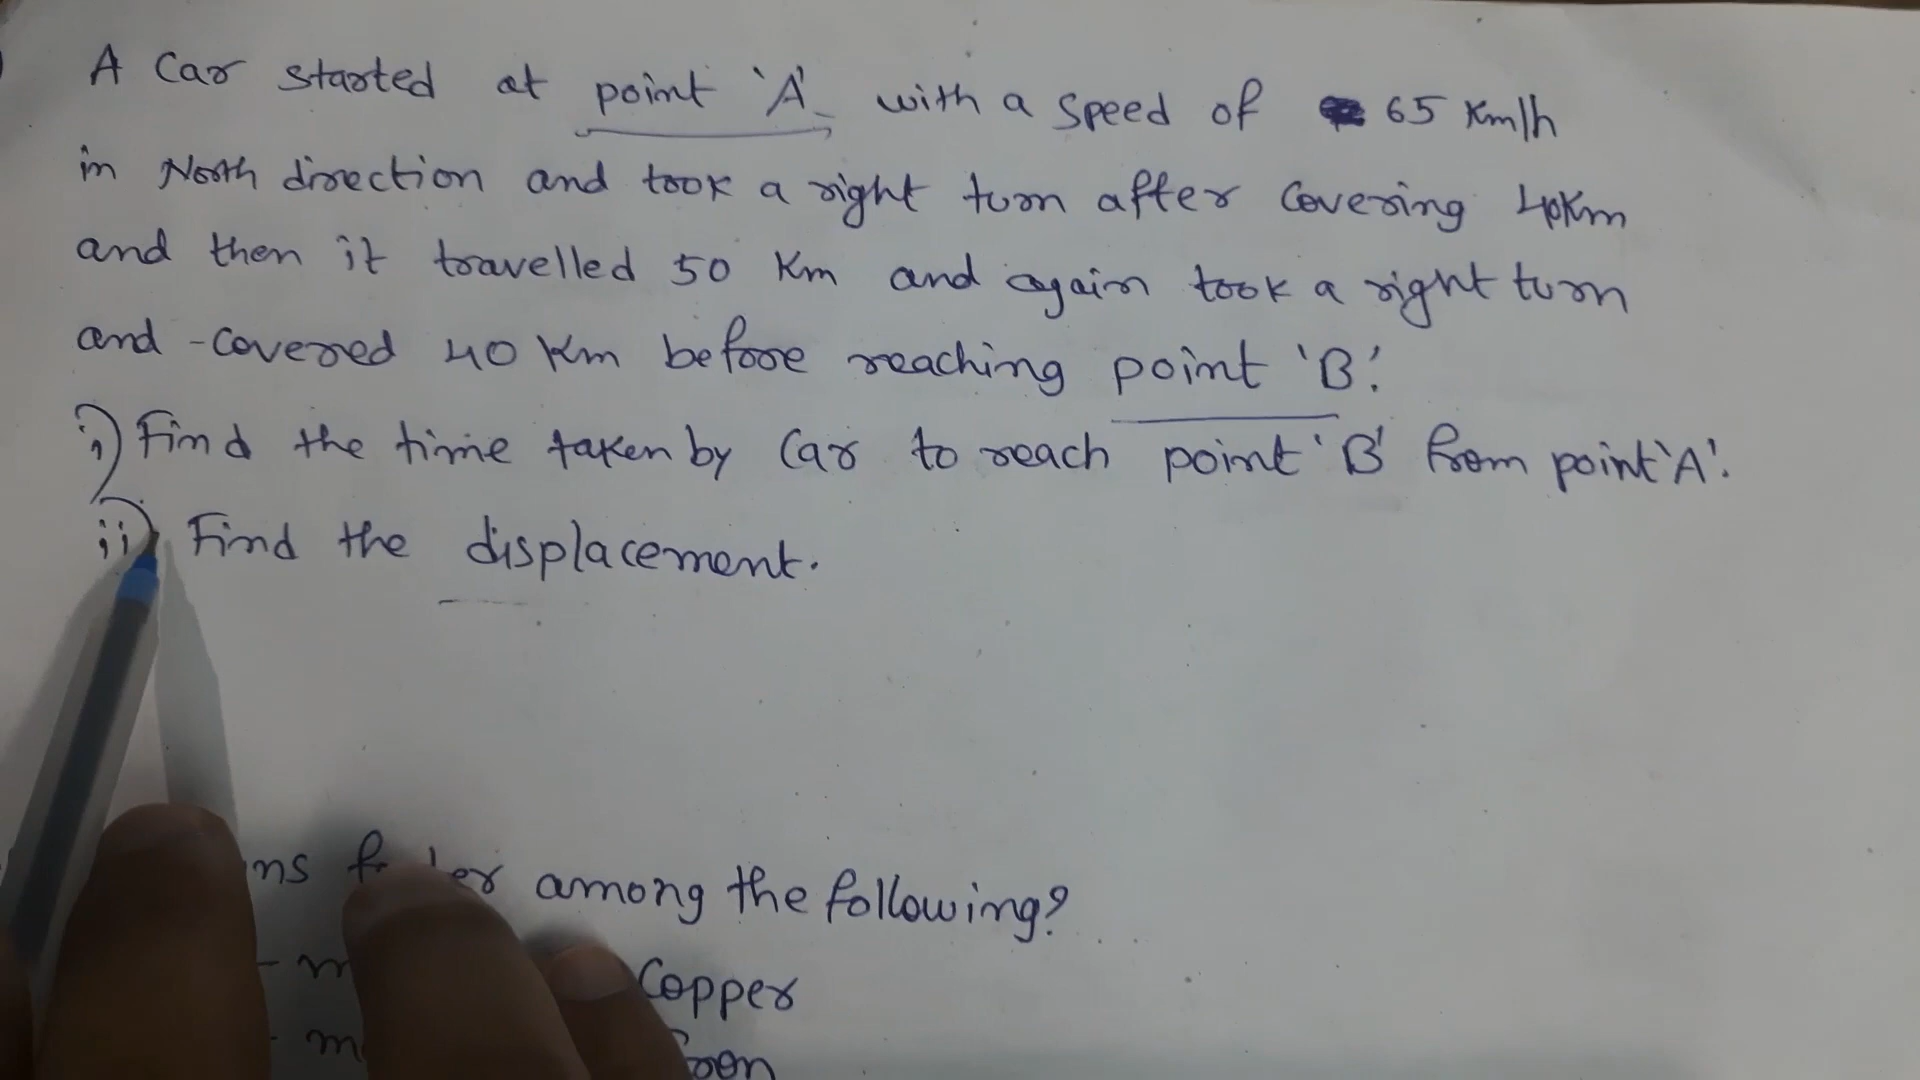 A Car started at point 'A' with a speed of 65 Km/h
in North direction and took a right turn after Covering 40Km
and then it travelled 50 Km and again took a right turn
and covered 40 Km before reaching point 'B'.
i) Find the time taken by Car to reach point 'B' from point 'A'.
ii) Find the displacement.
among the following?
Copper